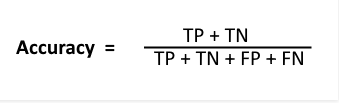 TP + TN
Accuracy =
TP + TN + FP + FN